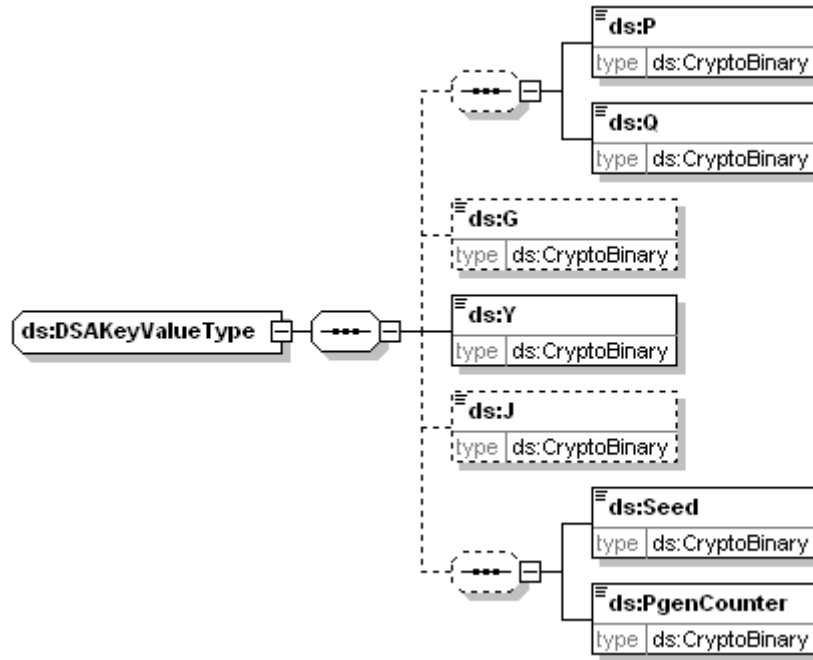 ds:P
type ds:CryptoBinary
ds:Q
type ds:CryptoBinary
ds:G
type ds:CryptoBinary
ds:DSAKeyValueType
ds:Y
type ds:CryptoBinary
ds:J
type ds:CryptoBinary
ds:Seed
type ds:CryptoBinary
ds:PgenCounter
type ds:CryptoBinary